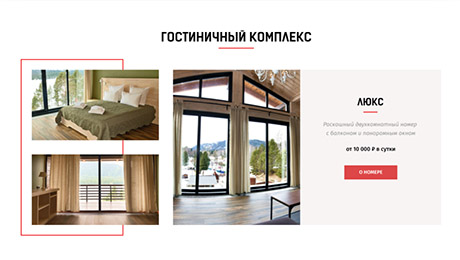 ГОСТИНИЧНЫЙ КОМПЛЕКС
ЛЮКС
Роскошный двухкомнатный номер
с балконом и панорамным окном
от 10 000 ₽ в сутки
О НОМЕРЕ